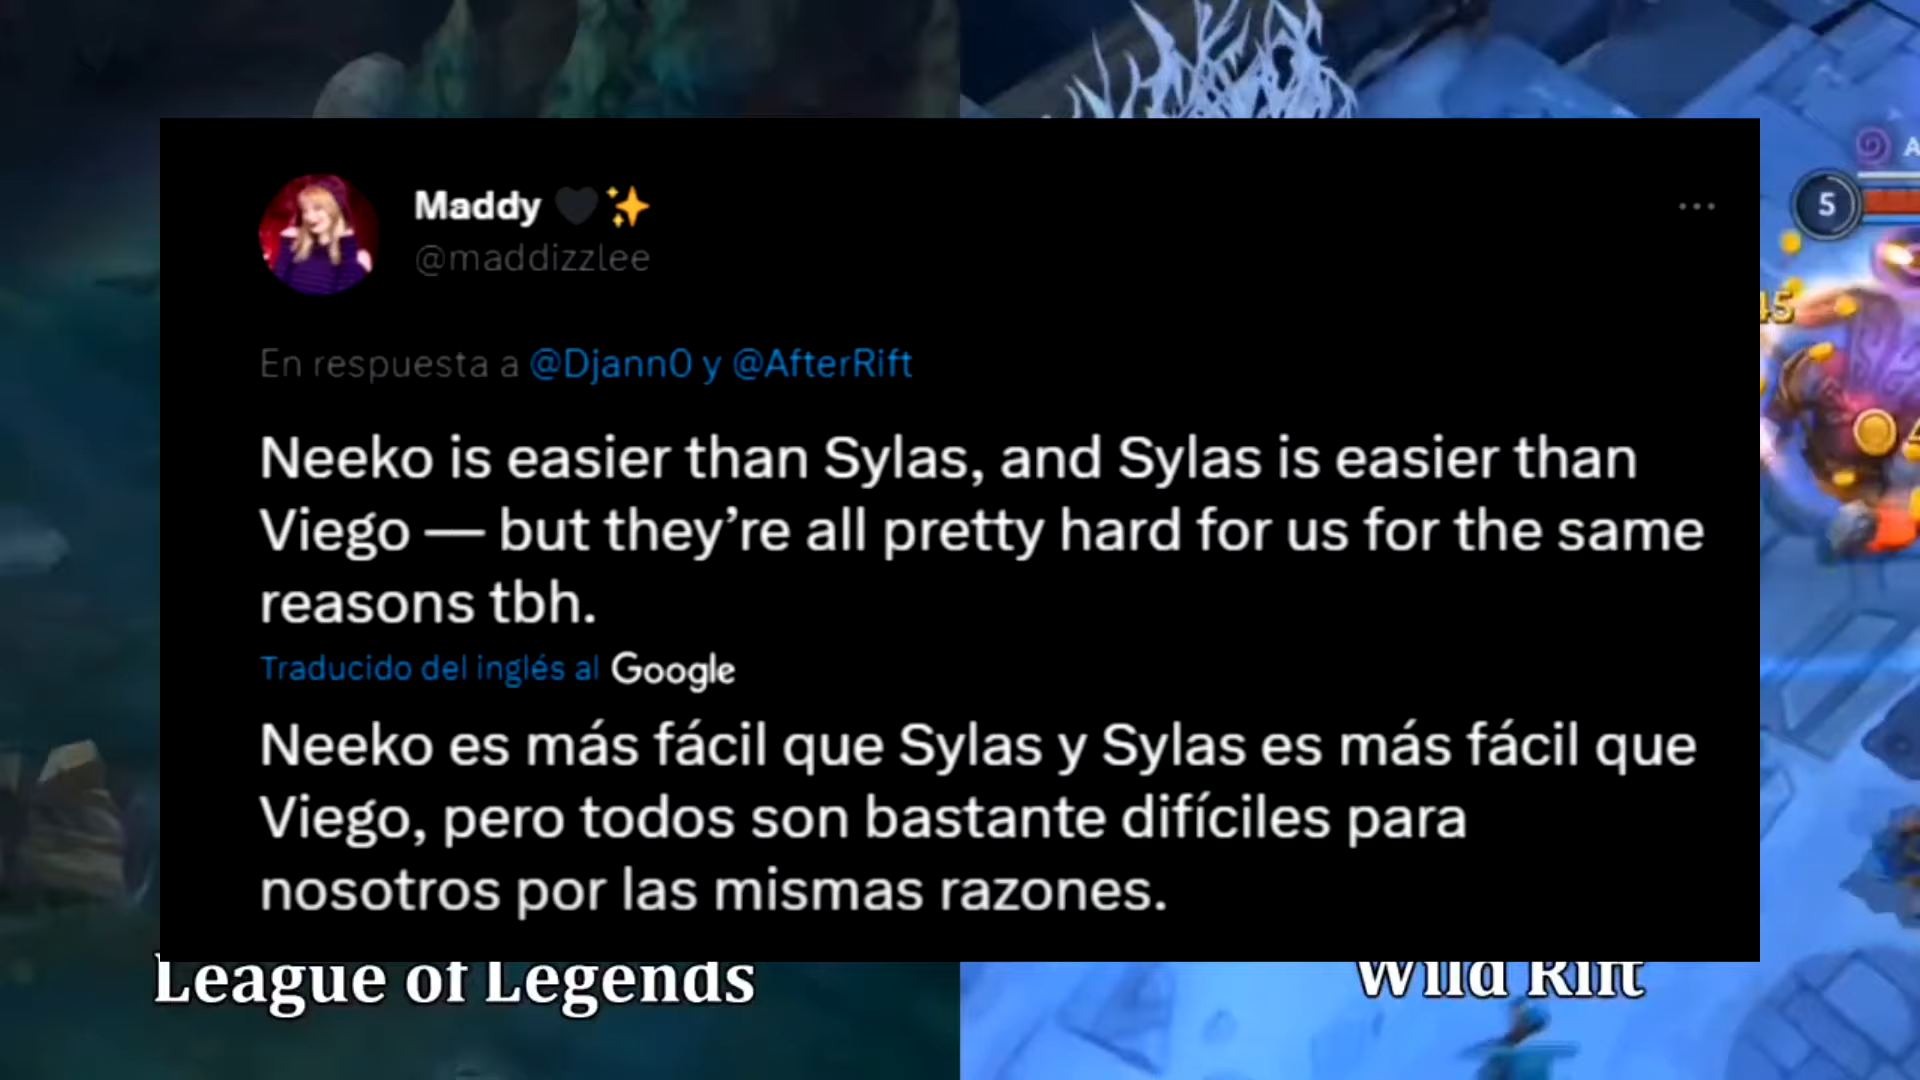 Maddy 🖤✨
@maddizzlee
5
45
En respuesta a @Djann0 y @AfterRift
Neeko is easier than Sylas, and Sylas is easier than
Viego — but they’re all pretty hard for us for the same
reasons tbh.
Traducido del inglés al Google
Neeko es más fácil que Sylas y Sylas es más fácil que
Viego, pero todos son bastante difíciles para
nosotros por las mismas razones.
League of Legends
Wild Rift